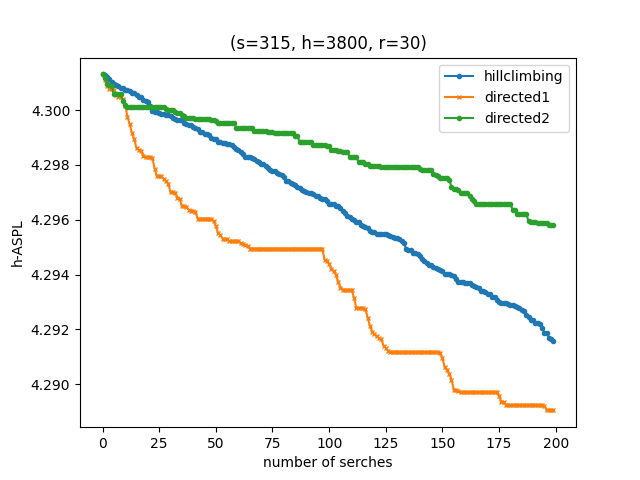 (s=315, h=3800, r=30)
hillclimbing
directed1
directed2
h-ASPL
4.300
4.298
4.296
4.294
4.292
4.290
0 25 50 75 100 125 150 175 200
number of serches